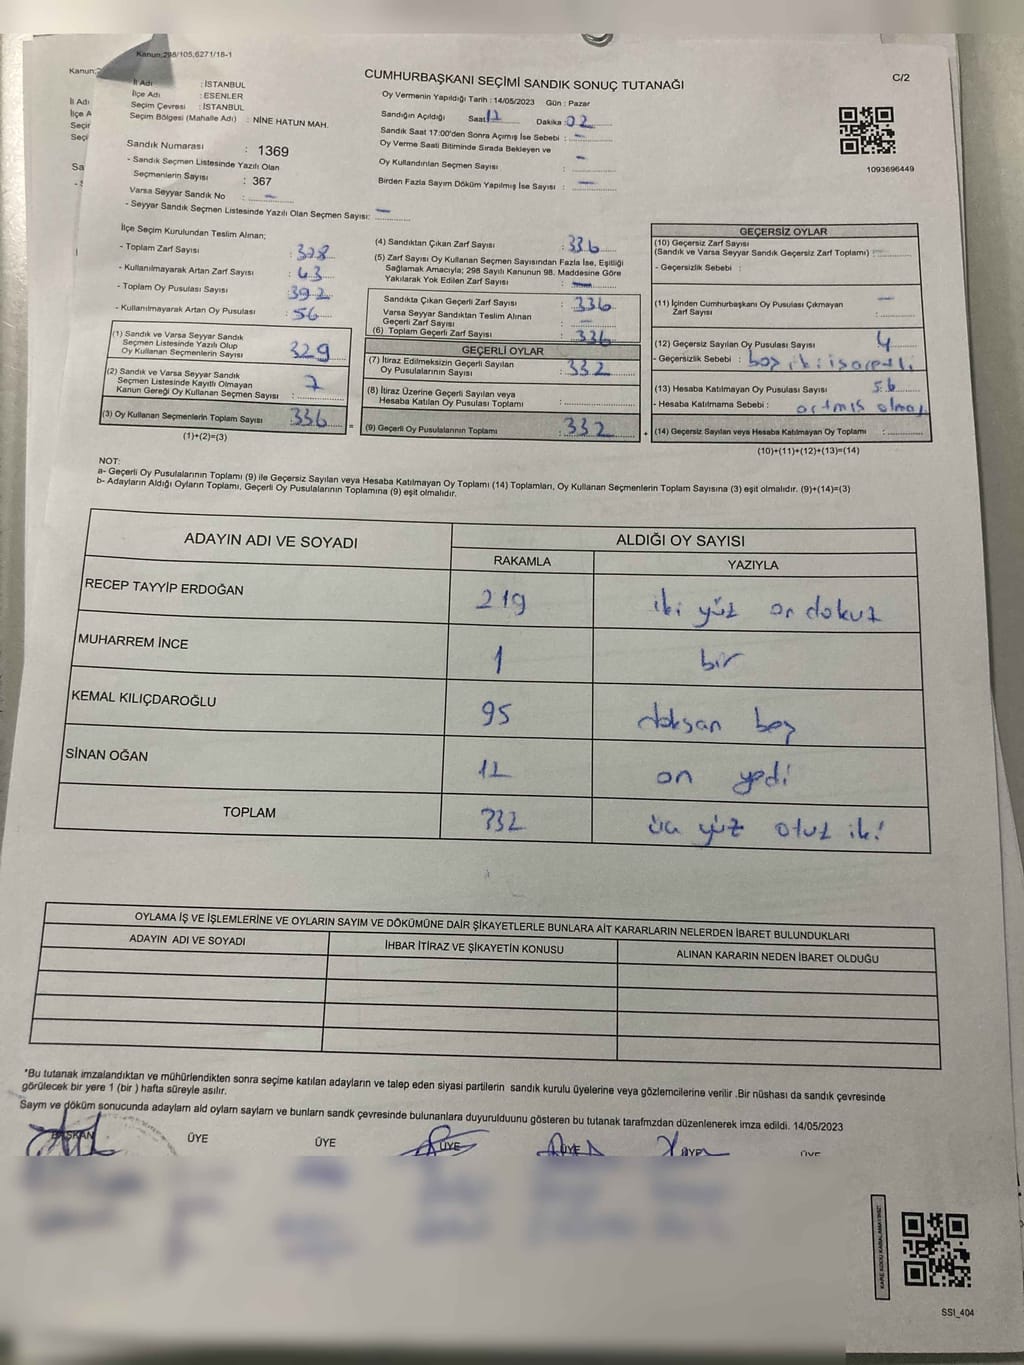 Kanun;298/105;6271/16-1
CUMHURBAŞKANI SEÇİMİ SANDIK SONUÇ TUTANAĞI
C/2
İl Adı : İSTANBUL
İlçe Adı : ESENLER
Seçim Çevresi : İSTANBUL
Seçim Bölgesi (Mahalle Adı) : NİNE HATUN MAH.
Sandık Numarası : 1369
- Sandık Seçmen Listesinde Yazılı Olan
Seçmenlerin Sayısı : 367
Varsa Seyyar Sandık No : -
- Seyyar Sandık Seçmen Listesinde Yazılı Olan Seçmen Sayısı: -
Oy Vermenin Yapıldığı Tarih : 14/05/2023 Gün : Pazar
Sandığın Açıldığı Saat: 17 Dakika : 02
Sandık Saat 17:00'den Sonra Açımış İse Sebebi : -
Oy Verme Saati Bitiminde Sırada Bekleyen ve
Oy Kullandırılan Seçmen Sayısı : -
Birden Fazla Sayım Döküm Yapılmış İse Sayısı : -
1093696449
İlçe Seçim Kurulundan Teslim Alınan;
- Toplam Zarf Sayısı :
- Kullanılmayarak Artan Zarf Sayısı : 43
- Toplam Oy Pusulası Sayısı : 392
- Kullanılmayarak Artan Oy Pusulası : 56
(1) Sandık ve Varsa Seyyar Sandık
Seçmen Listesinde Yazılı Olup
Oy Kullanan Seçmenlerin Sayısı : 329
(2) Sandık ve Varsa Seyyar Sandık
Seçmen Listesinde Kayıtlı Olmayan
Kanun Gereği Oy Kullanan Seçmen Sayısı : 7
(3) Oy Kullanan Seçmenlerin Toplam Sayısı : 336
(1)+(2)=(3)
(4) Sandıktan Çıkan Zarf Sayısı : 336
(5) Zarf Sayısı Oy Kullanan Seçmen Sayısından Fazla İse, Eşitliği
Sağlamak Amacıyla; 298 Sayılı Kanunun 98. Maddesine Göre
Yakılarak Yok Edilen Zarf Sayısı : -
Sandıkta Çıkan Geçerli Zarf Sayısı : 336
Varsa Seyyar Sandıktan Teslim Alınan
Geçerli Zarf Sayısı : -
(6) Toplam Geçerli Zarf Sayısı : 336
GEÇERLİ OYLAR
(7) İtiraz Edilmeksizin Geçerli Sayılan
Oy Pusulalarının Sayısı : 332
(8) İtiraz Üzerine Geçerli Sayılan veya
Hesaba Katılan Oy Pusulası Toplamı :
= (9) Geçerli Oy Pusulalarının Toplamı : 332 +
GEÇERSİZ OYLAR
(10) Geçersiz Zarf Sayısı
(Sandık ve Varsa Seyyar Sandık Geçersiz Zarf Toplamı) :
- Geçersizlik Sebebi :
(11) İçinden Cumhurbaşkanı Oy Pusulası Çıkmayan
Zarf Sayısı : -
(12) Geçersiz Sayılan Oy Pusulası Sayısı : 4
- Geçersizlik Sebebi : boş iki işaretli
(13) Hesaba Katılmayan Oy Pusulası Sayısı : 56
- Hesaba Katılmama Sebebi : artmış olması
(14) Geçersiz Sayılan veya Hesaba Katılmayan Oy Toplamı :
(10)+(11)+(12)+(13)=(14)
NOT:
a- Geçerli Oy Pusulalarının Toplamı (9) ile Geçersiz Sayılan veya Hesaba Katılmayan Oy Toplamı (14) Toplamları, Oy Kullanan Seçmenlerin Toplam Sayısına (3) eşit olmalıdır. (9)+(14)=(3)
b- Adayların Aldığı Oyların Toplamı, Geçerli Oy Pusulalarının Toplamına (9) eşit olmalıdır.
ADAYIN ADI VE SOYADI
ALDIĞI OY SAYISI
RAKAMLA YAZIYLA
RECEP TAYYİP ERDOĞAN 219 iki yüz on dokuz
MUHARREM İNCE 1 bir
KEMAL KILIÇDAROĞLU 95 doksan beş
SİNAN OĞAN 17 on yedi
TOPLAM 332 üç yüz otuz iki
OYLAMA İŞ VE İŞLEMLERİNE VE OYLARIN SAYIM VE DÖKÜMÜNE DAİR ŞİKAYETLERLE BUNLARA AİT KARARLARIN NELERDEN İBARET BULUNDUKLARI
ADAYIN ADI VE SOYADI İHBAR İTİRAZ VE ŞİKAYETİN KONUSU ALINAN KARARIN NEDEN İBARET OLDUĞU
*Bu tutanak imzalandıktan ve mühürlendikten sonra seçime katılan adayların ve talep eden siyasi partilerin sandık kurulu üyelerine veya gözlemcilerine verilir .Bir nüshası da sandık çevresinde
görülecek bir yere 1 (bir ) hafta süreyle asılır.
Saym ve döküm sonucunda adaylarn ald oylarn saylarn ve bunlarn sandk çevresinde bulunanlara duyurulduunu gösteren bu tutanak tarafmzdan düzenlenerek imza edildi. 14/05/2023
BAŞKAN ÜYE ÜYE ÜYE ÜYE ÜYE ÜYE
SSI_404